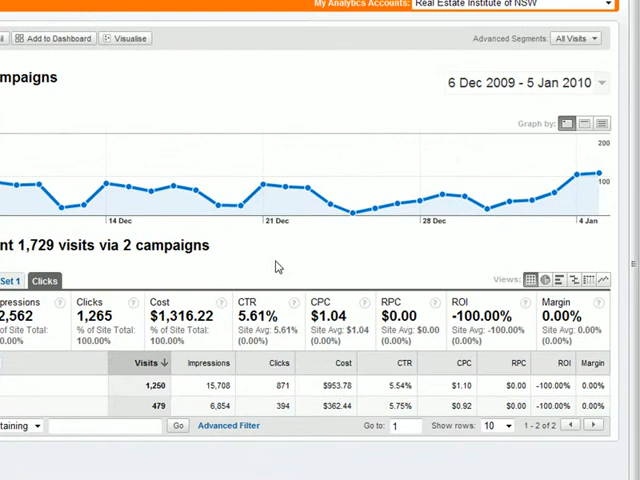 My Analytics Accounts: Real Estate Institute of NSW
Add to Dashboard Visualise Advanced Segments: All Visits
mpaigns
6 Dec 2009 - 5 Jan 2010
Graph by:
200
100
14 Dec 21 Dec 28 Dec 4 Jan
nt 1,729 visits via 2 campaigns
Set 1 Clicks Views:
pressions Clicks Cost CTR CPC RPC ROI Margin
2,562 1,265 $1,316.22 5.61% $1.04 $0.00 -100.00% 0.00%
% of Site Total: % of Site Total: % of Site Total: Site Avg: 5.61% Site Avg: $1.04 Site Avg: $0.00 Site Avg: -100.00% Site Avg: 0.00%
0.00% 100.00% 100.00% (0.00%) (0.00%) (0.00%) (0.00%) (0.00%)
Visits Impressions Clicks Cost CTR CPC RPC ROI Margin
1,250 15,708 871 $953.78 5.54% $1.10 $0.00 -100.00% 0.00%
479 6,854 394 $362.44 5.75% $0.92 $0.00 -100.00% 0.00%
taining Go Advanced Filter Go to: 1 Show rows: 10 1 - 2 of 2